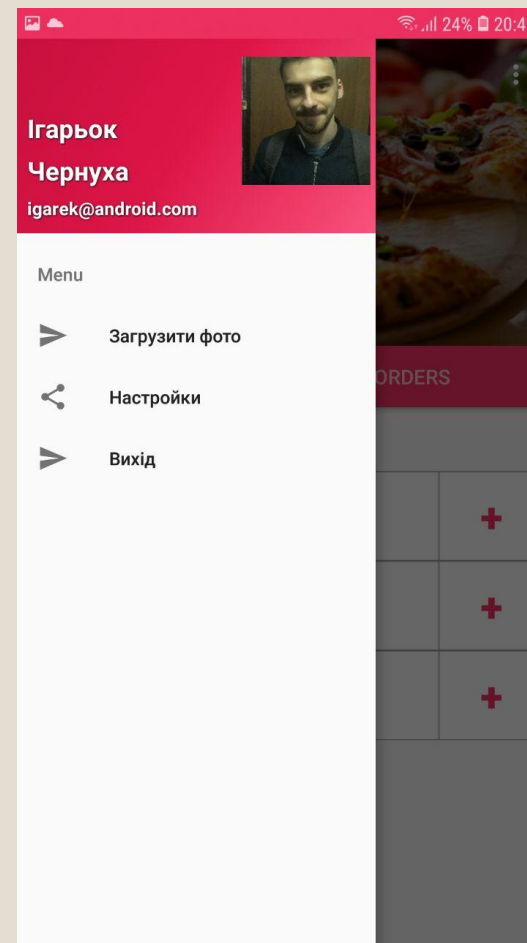 24% 20:4
Ігарьок
Чернуха
igarek@android.com
Menu
Загрузити фото
ORDERS
Настройки
Вихід